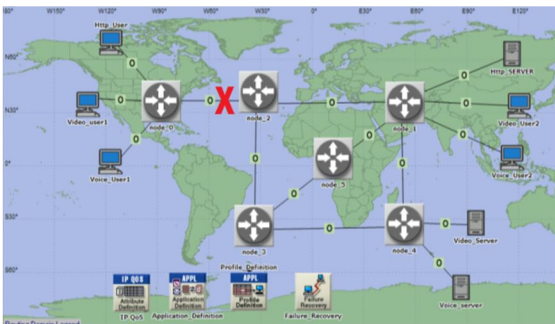 80° W150° W120° W90° W60° W30° 0° E30° E60° E90° E120°
Http_User
N60°
0
0
Http_SERVER
Video_user1
0
0
X
node_0
node_2
0
node_1
0
Video_User2
N30°
0
0
0
Voice_User1
node_5
0
0
Voice_User2
0°
0
S30°
node_3
0
node_4
0
Video_Server
Profile_Definition
0
S60°
IP QOS
Attribute
Definition
IP QoS
APPL
Application
Definition
Application_Definition
APPL
Profile
Definition
Failure
Recovery
Failure_Recovery
Voice_server